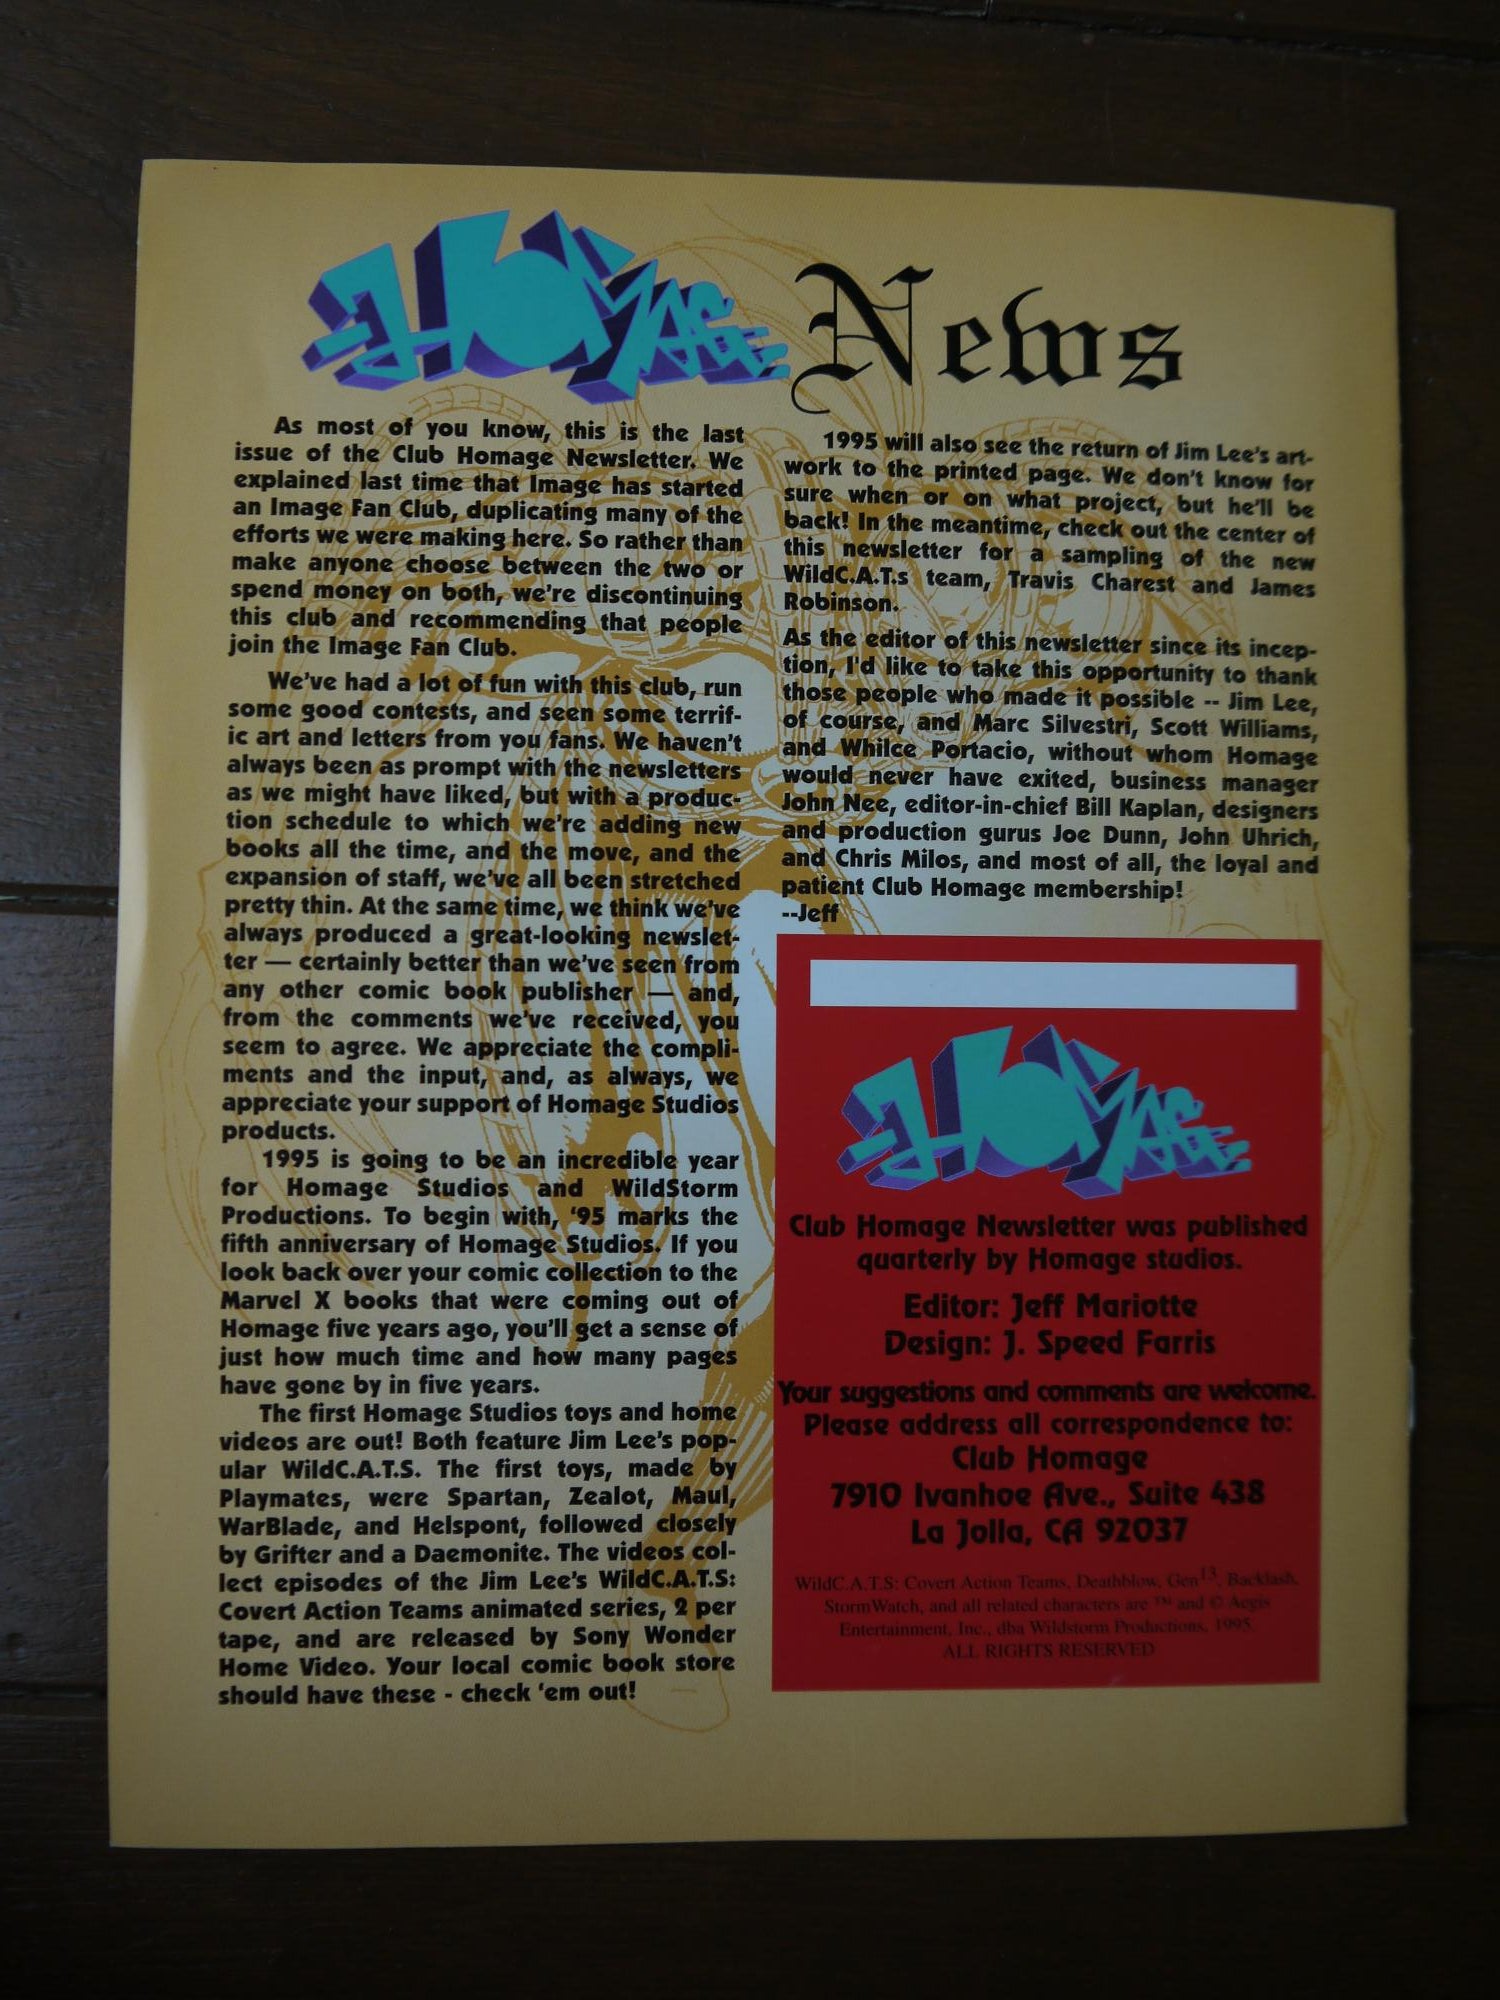 HOMAGE News
As most of you know, this is the last
issue of the Club Homage Newsletter. We
explained last time that Image has started
an Image Fan Club, duplicating many of the
efforts we were making here. So rather than
make anyone choose between the two or
spend money on both, we're discontinuing
this club and recommending that people
join the Image Fan Club.
We've had a lot of fun with this club, run
some good contests, and seen some terrif-
ic art and letters from you fans. We haven't
always been as prompt with the newsletters
as we might have liked, but with a produc-
tion schedule to which we're adding new
books all the time, and the move, and the
expansion of staff, we've all been stretched
pretty thin. At the same time, we think we've
always produced a great-looking newslet-
ter — certainly better than we've seen from
any other comic book publisher — and,
from the comments we've received, you
seem to agree. We appreciate the compli-
ments and the input, and, as always, we
appreciate your support of Homage Studios
products.
1995 is going to be an incredible year
for Homage Studios and WildStorm
Productions. To begin with, '95 marks the
fifth anniversary of Homage Studios. If you
look back over your comic collection to the
Marvel X books that were coming out of
Homage five years ago, you'll get a sense of
just how much time and how many pages
have gone by in five years.
The first Homage Studios toys and home
videos are out! Both feature Jim Lee's pop-
ular WildC.A.T.S. The first toys, made by
Playmates, were Spartan, Zealot, Maul,
WarBlade, and Helspont, followed closely
by Grifter and a Daemonite. The videos col-
lect episodes of the Jim Lee's WildC.A.T.S:
Covert Action Teams animated series, 2 per
tape, and are released by Sony Wonder
Home Video. Your local comic book store
should have these - check 'em out!
1995 will also see the return of Jim Lee's art-
work to the printed page. We don't know for
sure when or on what project, but he'll be
back! In the meantime, check out the center of
this newsletter for a sampling of the new
WildC.A.T.s team, Travis Charest and James
Robinson.
As the editor of this newsletter since its incep-
tion, I'd like to take this opportunity to thank
those people who made it possible -- Jim Lee,
of course, and Marc Silvestri, Scott Williams,
and Whilce Portacio, without whom Homage
would never have exited, business manager
John Nee, editor-in-chief Bill Kaplan, designers
and production gurus Joe Dunn, John Uhrich,
and Chris Milos, and most of all, the loyal and
patient Club Homage membership!
--Jeff
HOMAGE
Club Homage Newsletter was published
quarterly by Homage studios.
Editor: Jeff Mariotte
Design: J. Speed Farris
Your suggestions and comments are welcome.
Please address all correspondence to:
Club Homage
7910 Ivanhoe Ave., Suite 438
La Jolla, CA 92037
WildC.A.T.S: Covert Action Teams, Deathblow, Gen13, Backlash,
StormWatch, and all related characters are ™ and © Aegis
Entertainment, Inc., dba Wildstorm Productions, 1995.
ALL RIGHTS RESERVED